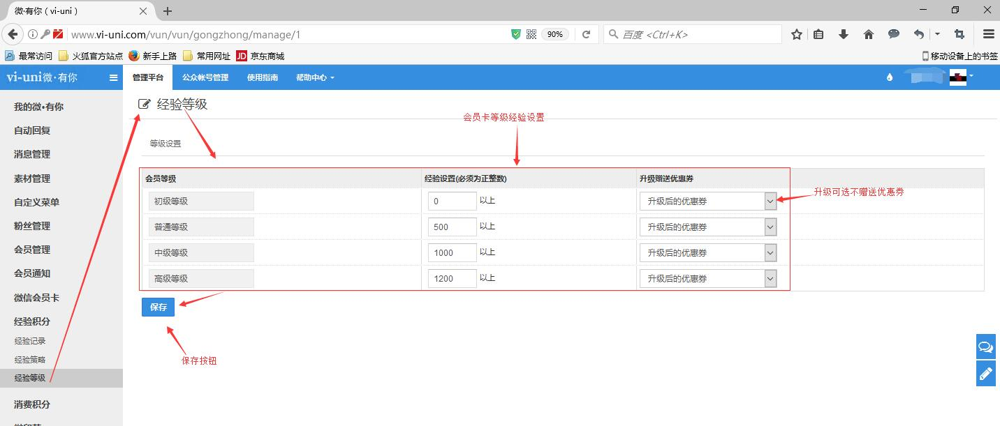 微·有你（vi-uni）
www.vi-uni.com/vun/vun/gongzhong/manage/1
90%
百度 <Ctrl+K>
最常访问 火狐官方站点 新手上路 常用网址 JD 京东商城 移动设备上的书签
vi-uni微·有你
管理平台 公众帐号管理 使用指南 帮助中心
我的微•有你
自动回复
消息管理
素材管理
自定义菜单
粉丝管理
会员管理
会员通知
微信会员卡
经验积分
经验记录
经验策略
经验等级
消费积分
经验等级
会员卡等级经验设置
等级设置
会员等级 经验设置(必须为正整数) 升级赠送优惠券
初级等级 0 以上 升级后的优惠券
升级可选不赠送优惠券
普通等级 500 以上 升级后的优惠券
中级等级 1000 以上 升级后的优惠券
高级等级 1200 以上 升级后的优惠券
保存
保存按钮